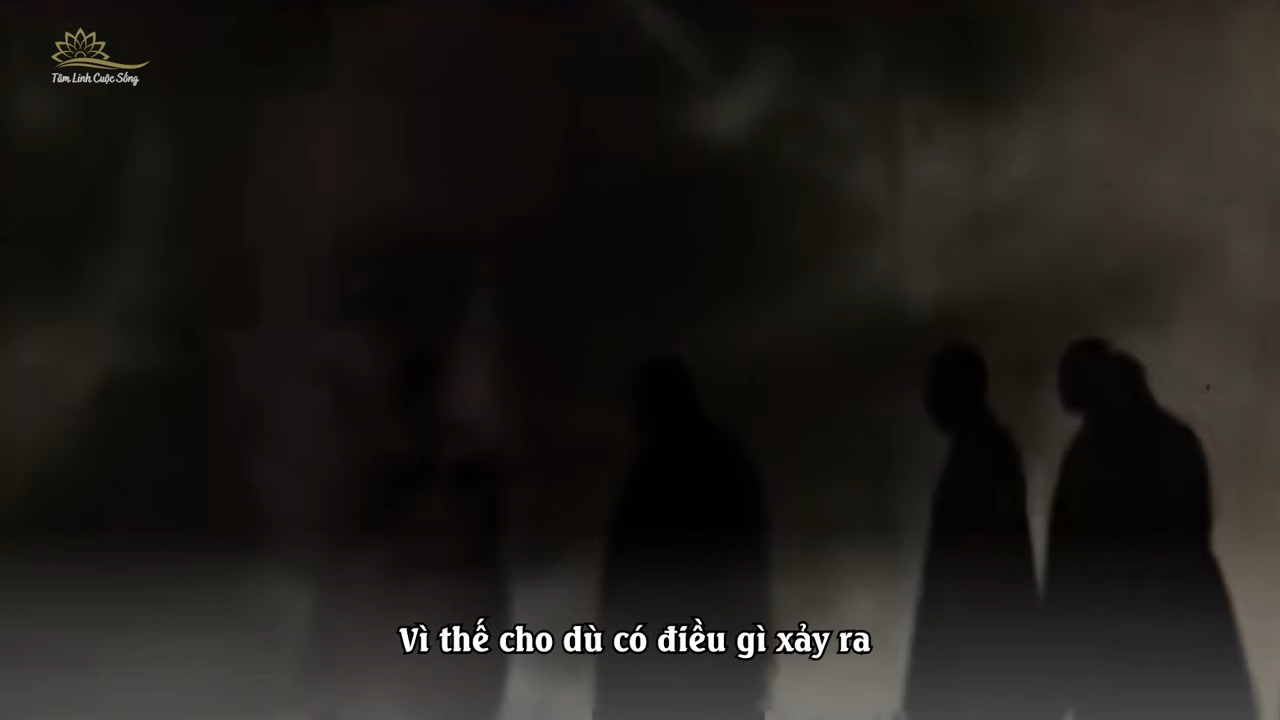 Tâm Linh Cuộc Sống
Vì thế cho dù có điều gì xảy ra